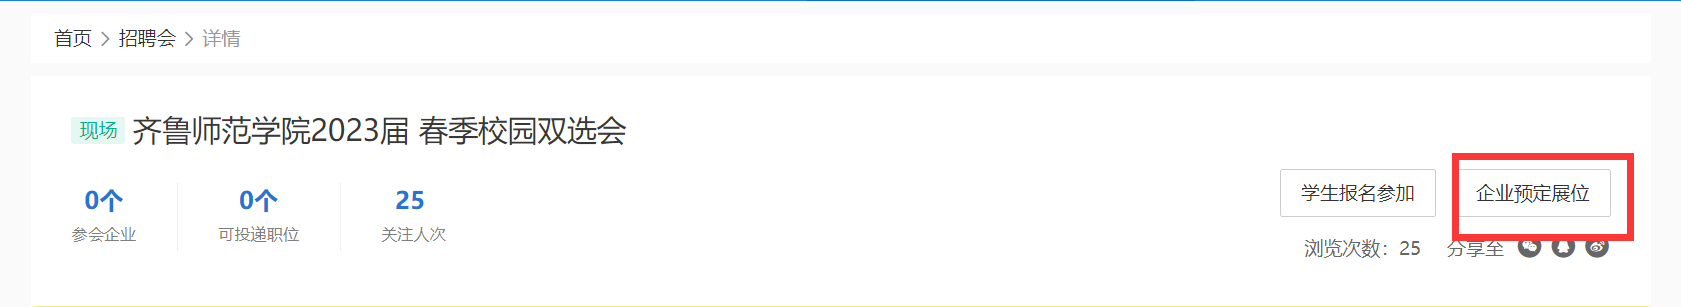 首页 > 招聘会 > 详情
现场 齐鲁师范学院2023届 春季校园双选会
0个 0个 25
参会企业 可投递职位 关注人次
学生报名参加 企业预定展位
浏览次数：25 分享至